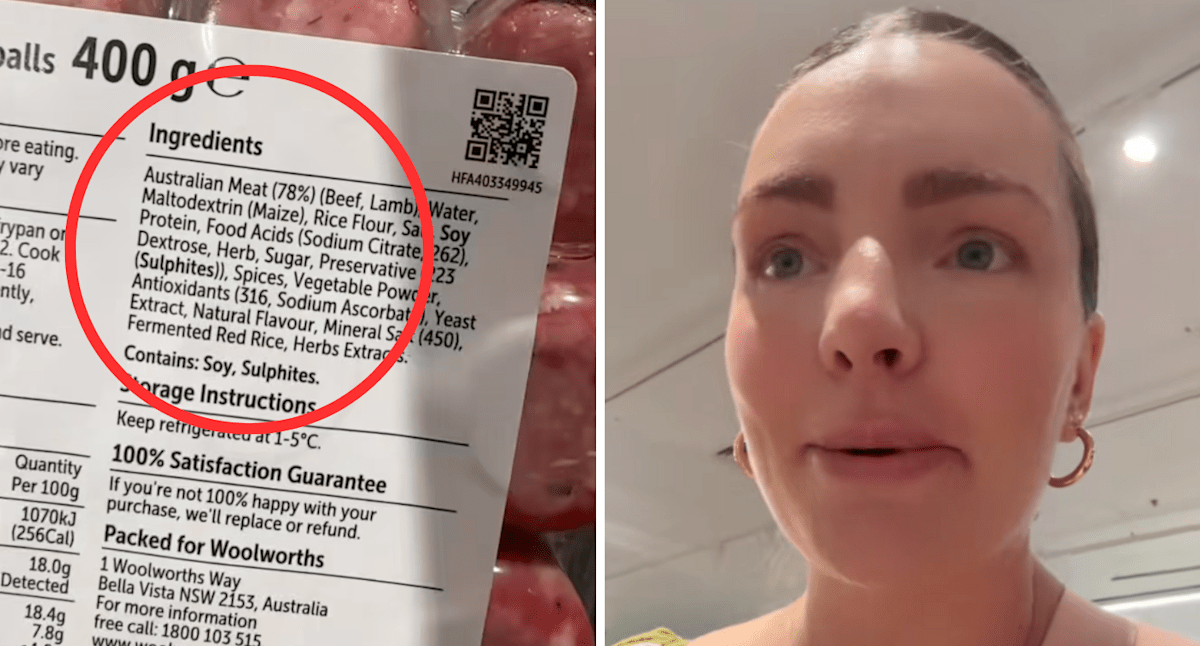 balls 400 g e
Ingredients
Australian Meat (78%) (Beef, Lamb), Water,
Maltodextrin (Maize), Rice Flour, Salt, Soy
Protein, Food Acids (Sodium Citrate, 262),
Dextrose, Herb, Sugar, Preservative (223
(Sulphites)), Spices, Vegetable Powder,
Antioxidants (316, Sodium Ascorbate), Yeast
Extract, Natural Flavour, Mineral Salt (450),
Fermented Red Rice, Herbs Extracts.
Contains: Soy, Sulphites.
Storage Instructions
Keep refrigerated at 1-5°C.
100% Satisfaction Guarantee
If you're not 100% happy with your
purchase, we'll replace or refund.
Packed for Woolworths
1 Woolworths Way
Bella Vista NSW 2153, Australia
For more information
free call: 1800 103 515
HFA403349945
eating.
vary
frypan or
2. Cook
-16
serve.
Quantity
Per 100g
1070kJ
(256Cal)
18.0g
Detected
18.4g
7.8g